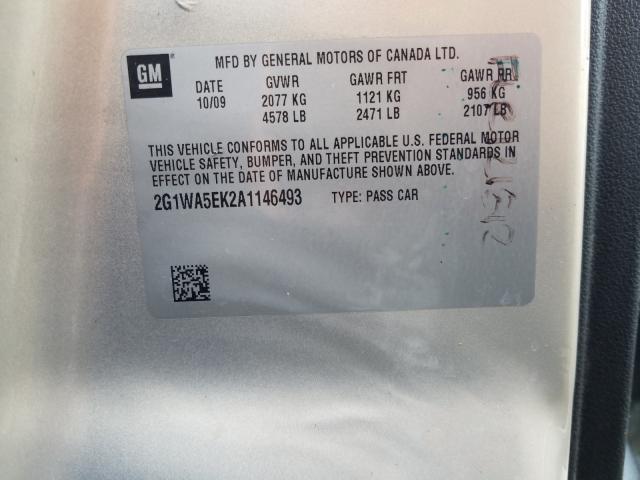 GM
MFD BY GENERAL MOTORS OF CANADA LTD.
DATE GVWR GAWR FRT GAWR RR
10/09 2077 KG 1121 KG 956 KG
4578 LB 2471 LB 2107 LB
THIS VEHICLE CONFORMS TO ALL APPLICABLE U.S. FEDERAL MOTOR
VEHICLE SAFETY, BUMPER, AND THEFT PREVENTION STANDARDS IN
EFFECT ON THE DATE OF MANUFACTURE SHOWN ABOVE.
2G1WA5EK2A1146493 TYPE: PASS CAR